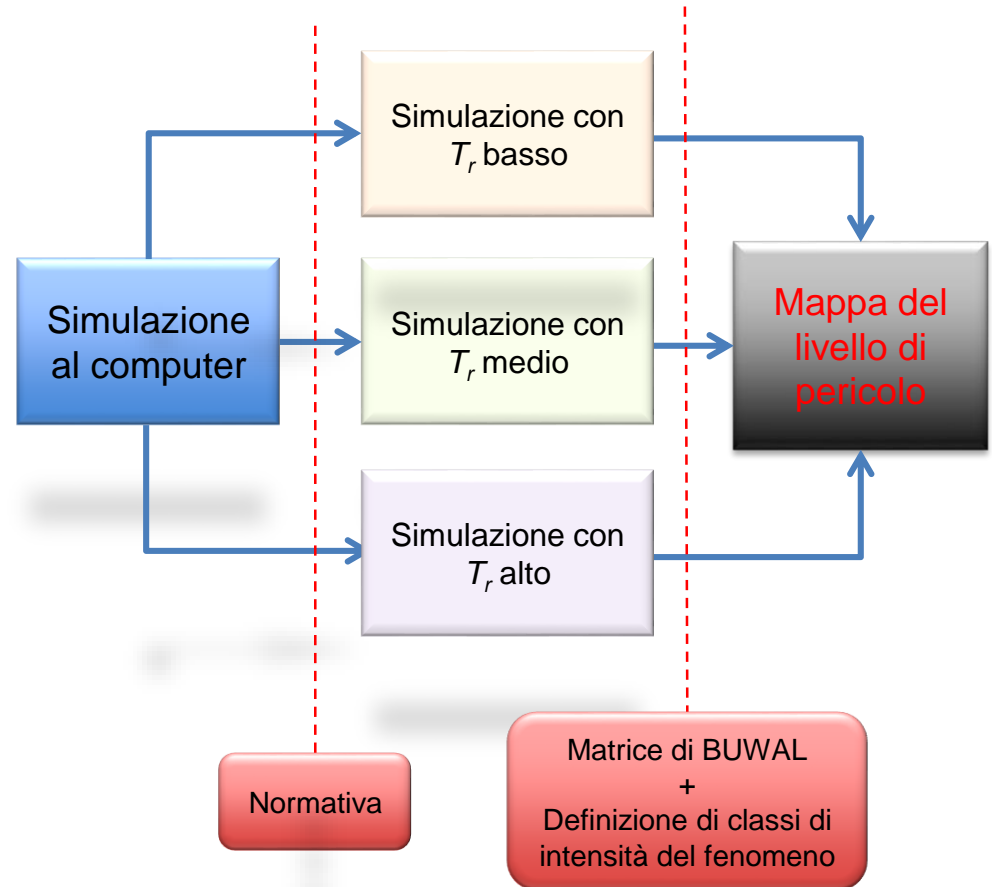 Simulazione con
Tr basso
Simulazione
al computer
Simulazione con
Tr medio
Mappa del
livello di
pericolo
Simulazione con
Tr alto
Normativa
Matrice di BUWAL
+
Definizione di classi di
intensità del fenomeno